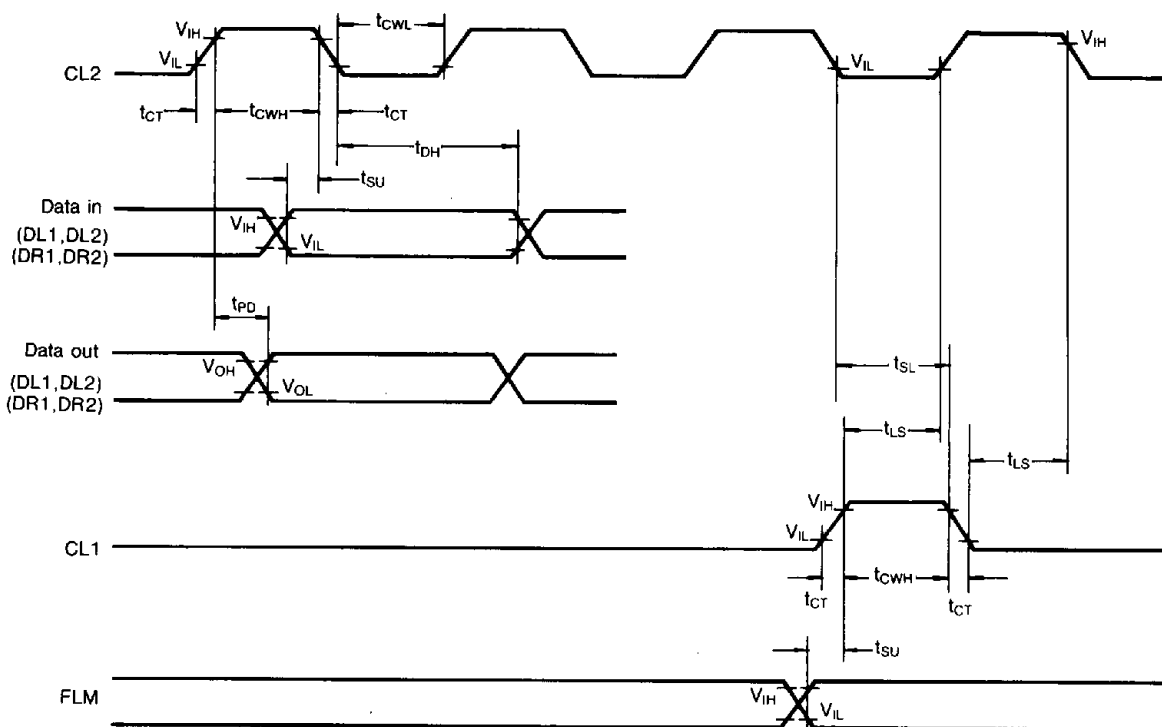 t_CWL
V_IH
V_IH
V_IL
V_IL
CL2
t_CT
t_CWH
t_CT
t_DH
t_SU
Data in
V_IH
(DL1,DL2)
V_IL
(DR1,DR2)
t_PD
Data out
V_OH
t_SL
(DL1,DL2)
V_OL
(DR1,DR2)
t_LS
t_LS
V_IH
V_IL
CL1
t_CWH
t_CT
t_CT
t_SU
FLM
V_IH
V_IL